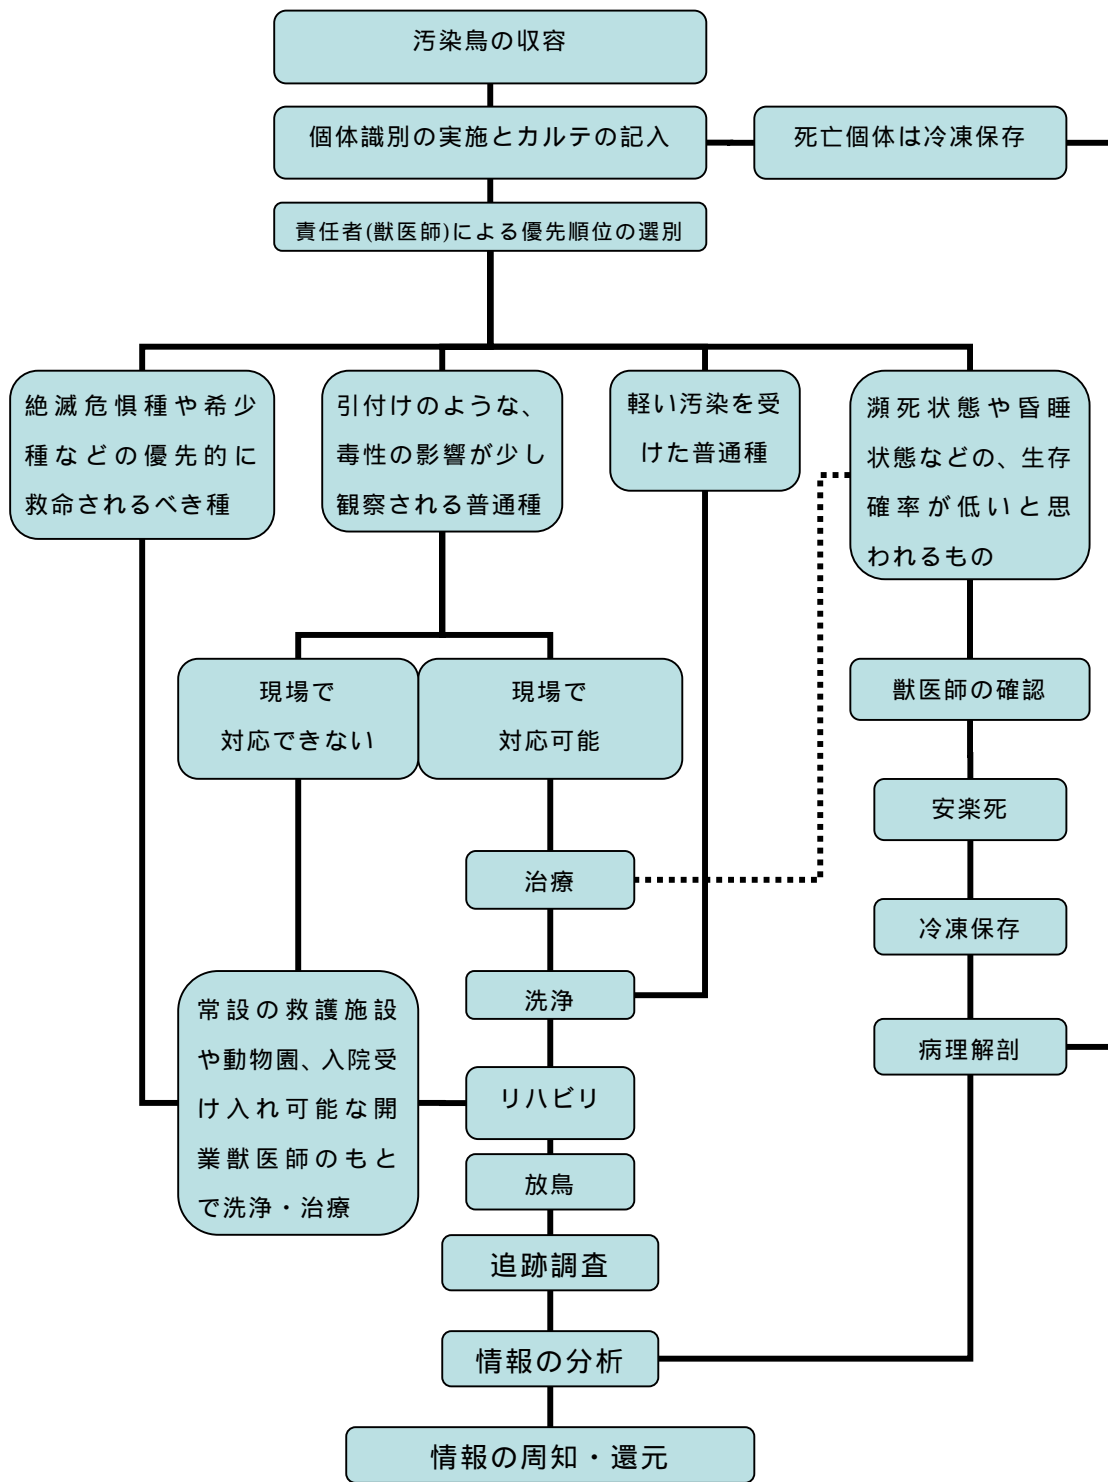 汚染鳥の収容
個体識別の実施とカルテの記入
死亡個体は冷凍保存
責任者(獣医師)による優先順位の選別
絶滅危惧種や希少
種などの優先的に
救命されるべき種
引付けのような、
毒性の影響が少し
観察される普通種
軽い汚染を受
けた普通種
瀕死状態や昏睡
状態などの、生存
確率が低いと思
われるもの
現場で
対応できない
現場で
対応可能
獣医師の確認
安楽死
治療
冷凍保存
洗浄
常設の救護施設
や動物園、入院受
け入れ可能な開
業獣医師のもと
で洗浄・治療
病理解剖
リハビリ
放鳥
追跡調査
情報の分析
情報の周知・還元